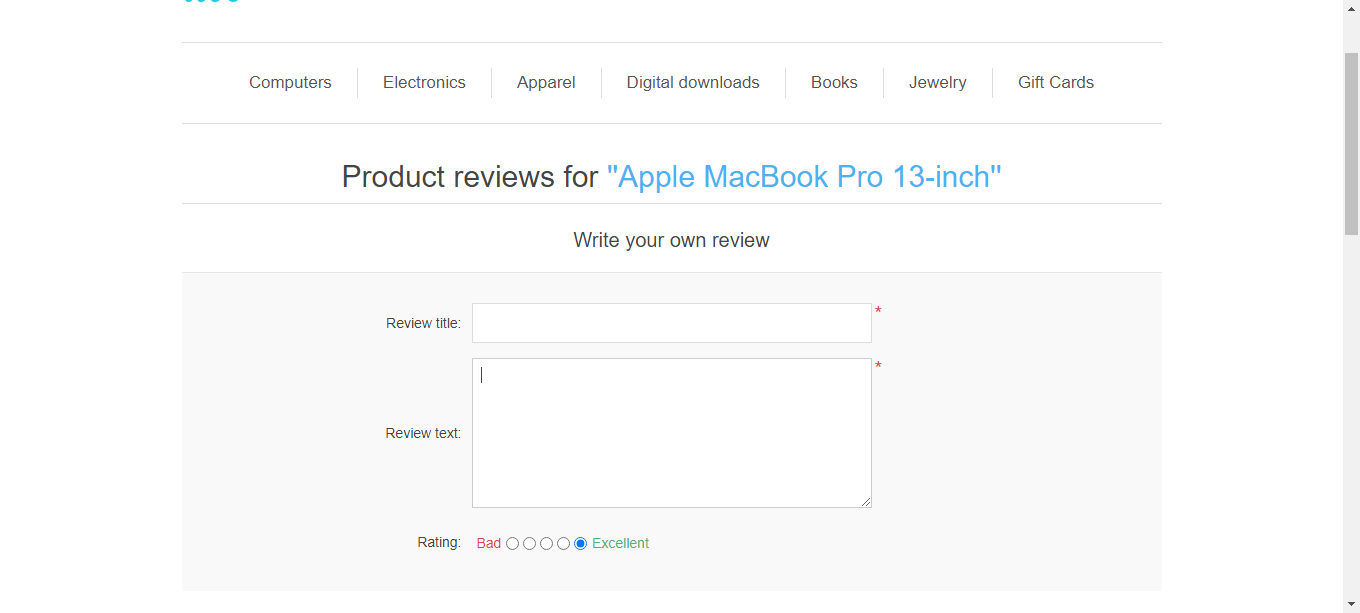 Computers Electronics Apparel Digital downloads Books Jewelry Gift Cards
Product reviews for "Apple MacBook Pro 13-inch"
Write your own review
Review title: *
*
Review text:
Rating: Bad Excellent